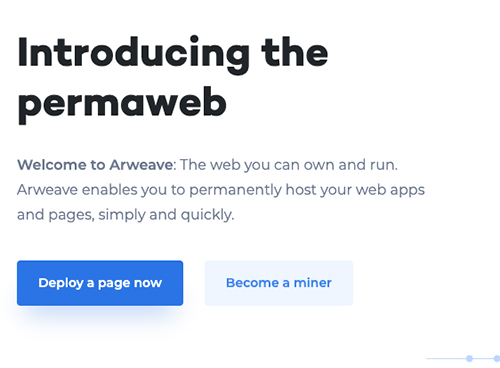 Introducing the
permaweb
Welcome to Arweave: The web you can own and run.
Arweave enables you to permanently host your web apps
and pages, simply and quickly.
Deploy a page now
Become a miner